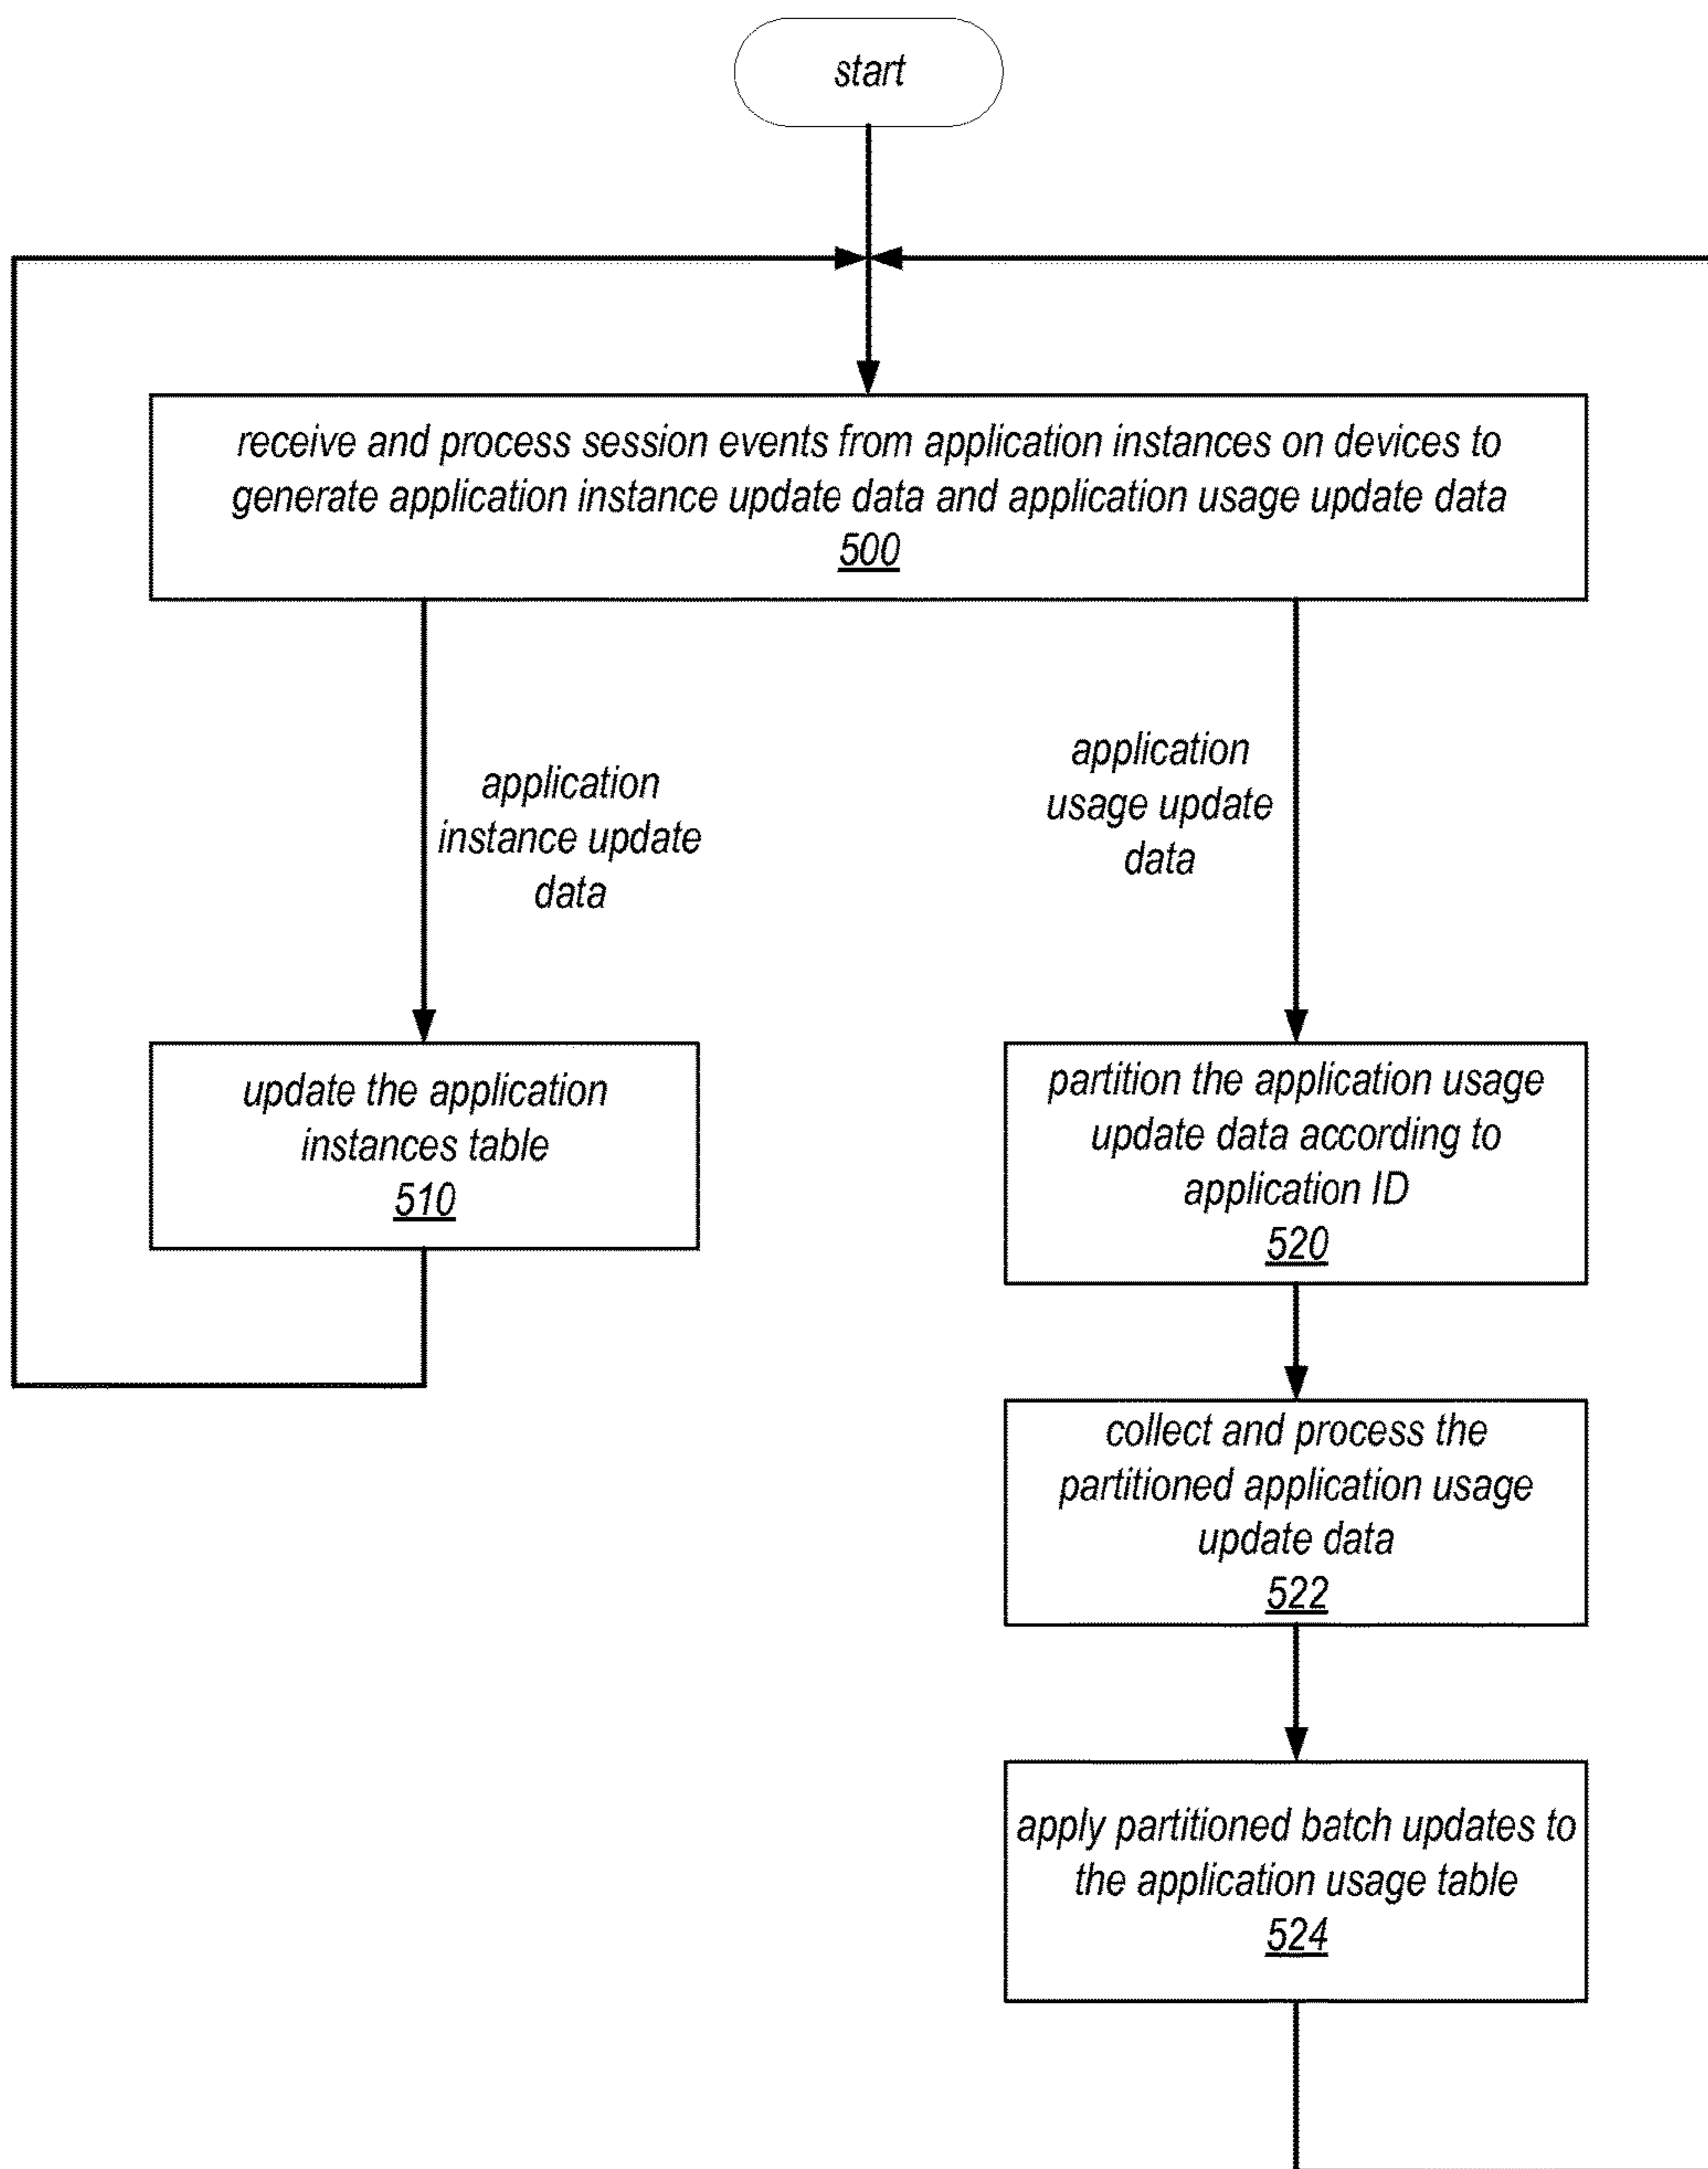 start
receive and process session events from application instances on devices to
generate application instance update data and application usage update data
500
application
instance update
data
application
usage update
data
update the application
instances table
510
partition the application usage
update data according to
application ID
520
collect and process the
partitioned application usage
update data
522
apply partitioned batch updates to
the application usage table
524